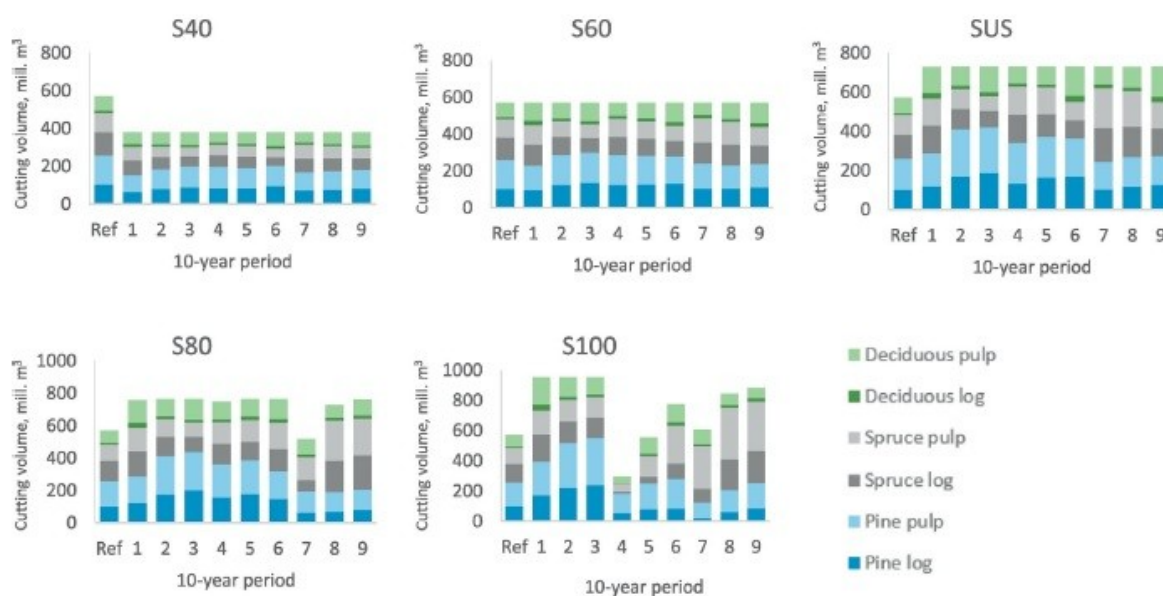 S40
Cutting volume, mill. m³
800
600
400
200
0
Ref 1 2 3 4 5 6 7 8 9
10-year period
S60
Cutting volume, mill. m³
800
600
400
200
0
Ref 1 2 3 4 5 6 7 8 9
10-year period
SUS
Cutting volume, mill. m³
800
600
400
200
0
Ref 1 2 3 4 5 6 7 8 9
10-year period
S80
Cutting volume, mill. m³
1000
800
600
400
200
0
Ref 1 2 3 4 5 6 7 8 9
10-year period
S100
Cutting volume, mill. m³
1000
800
600
400
200
0
Ref 1 2 3 4 5 6 7 8 9
10-year period
Deciduous pulp
Deciduous log
Spruce pulp
Spruce log
Pine pulp
Pine log